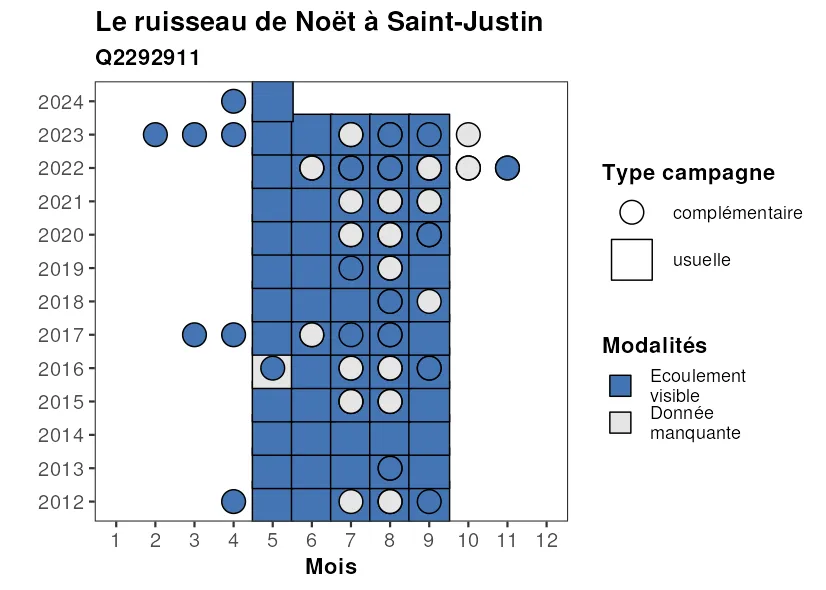 Le ruisseau de Noët à Saint-Justin
Q2292911
2024
2023
2022
2021
2020
2019
2018
2017
2016
2015
2014
2013
2012
1 2 3 4 5 6 7 8 9 10 11 12
Mois
Type campagne
complémentaire
usuelle
Modalités
Ecoulement
visible
Donnée
manquante